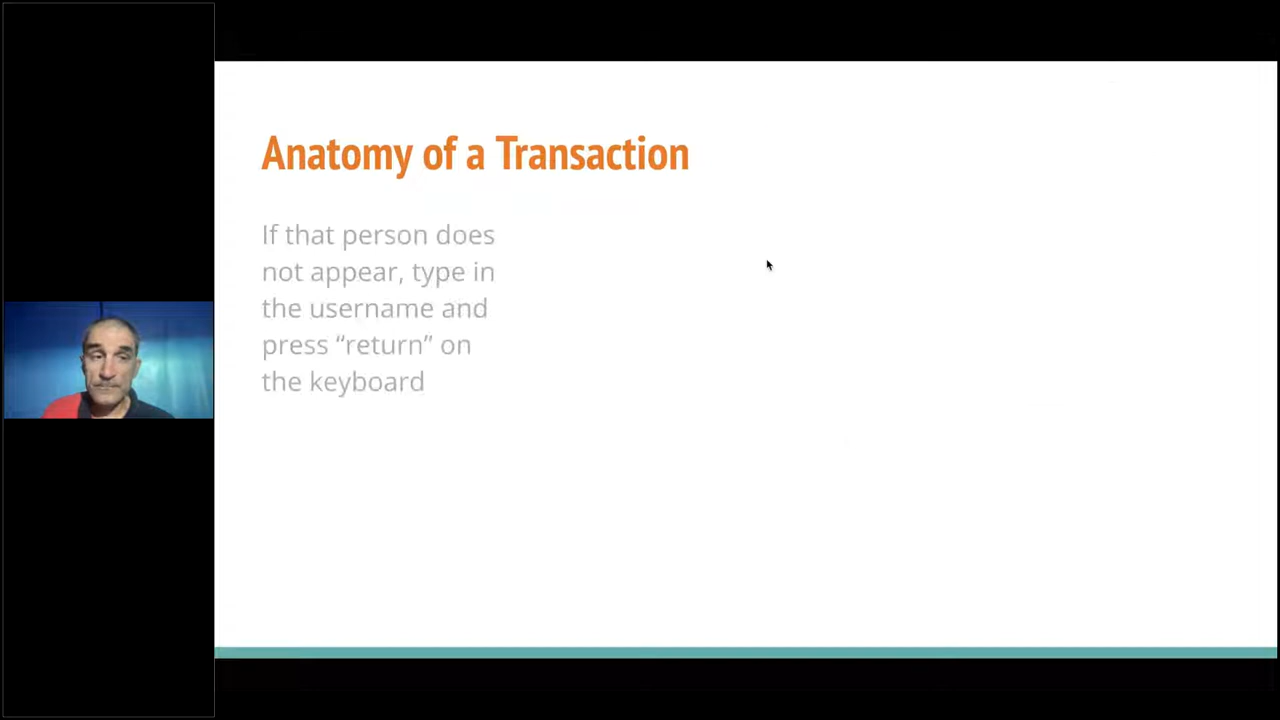 Anatomy of a Transaction
If that person does
not appear, type in
the username and
press “return” on
the keyboard